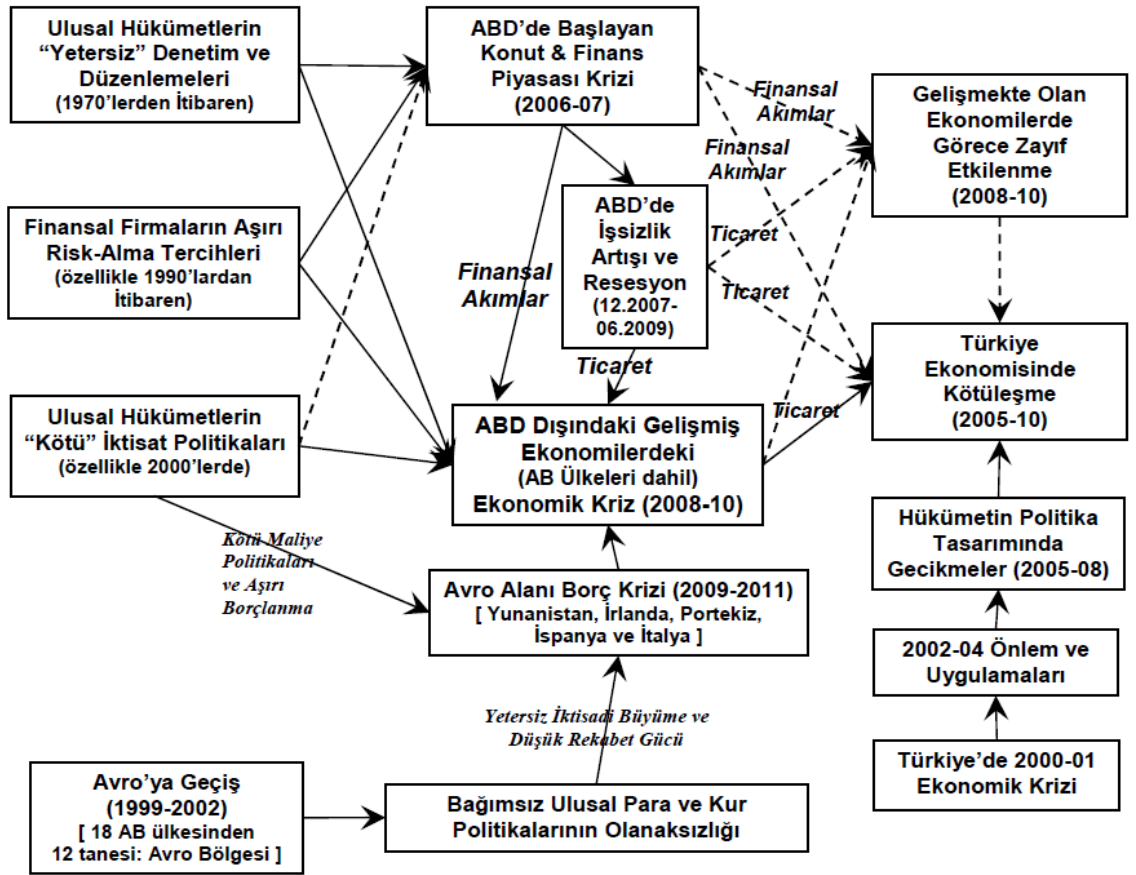 Ulusal Hükümetlerin
“Yetersiz” Denetim ve
Düzenlemeleri
(1970’lerden İtibaren)
ABD’de Başlayan
Konut & Finans
Piyasası Krizi
(2006-07)
Finansal
Akımlar
Finansal
Akımlar
Gelişmekte Olan
Ekonomilerde
Görece Zayıf
Etkilenme
(2008-10)
Finansal Firmaların Aşırı
Risk-Alma Tercihleri
(özellikle 1990’lardan
İtibaren)
Finansal
Akımlar
ABD’de
İşsizlik
Artışı ve
Resesyon
(12.2007-
06.2009)
Ticaret
Ticaret
Ticaret
Ticaret
Türkiye
Ekonomisinde
Kötüleşme
(2005-10)
Ulusal Hükümetlerin
“Kötü” İktisat Politikaları
(özellikle 2000’lerde)
ABD Dışındaki Gelişmiş
Ekonomilerdeki
(AB Ülkeleri dahil)
Ekonomik Kriz (2008-10)
Hükümetin Politika
Tasarımında
Gecikmeler (2005-08)
Kötü Maliye
Politikaları
ve Aşırı
Borçlanma
Avro Alanı Borç Krizi (2009-2011)
[ Yunanistan, İrlanda, Portekiz,
İspanya ve İtalya ]
2002-04 Önlem ve
Uygulamaları
Yetersiz İktisadi Büyüme ve
Düşük Rekabet Gücü
Türkiye’de 2000-01
Ekonomik Krizi
Avro’ya Geçiş
(1999-2002)
[ 18 AB ülkesinden
12 tanesi: Avro Bölgesi ]
Bağımsız Ulusal Para ve Kur
Politikalarının Olanaksızlığı